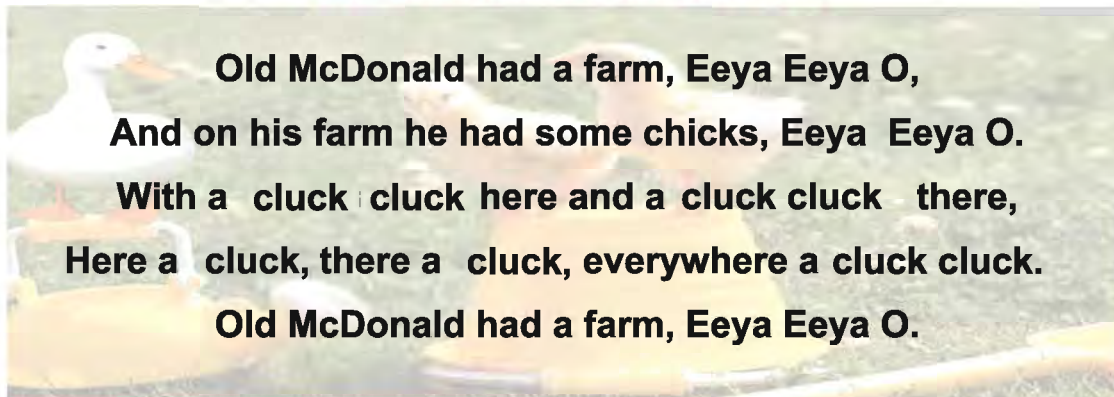 Old McDonald had a farm, Eeya Eeya O,
And on his farm he had some chicks, Eeya Eeya O.
With a cluck cluck here and a cluck cluck there,
Here a cluck, there a cluck, everywhere a cluck cluck.
Old McDonald had a farm, Eeya Eeya O.